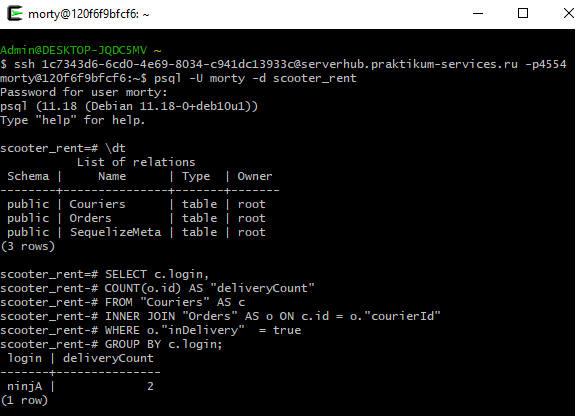 morty@120f6f9bfcf6: ~
Admin@DESKTOP-JQDC5MV ~
$ ssh 1c7343d6-6cd0-4e69-8034-c941dc13933c@serverhub.praktikum-services.ru -p4554
morty@120f6f9bfcf6:~$ psql -U morty -d scooter_rent
Password for user morty:
psql (11.18 (Debian 11.18-0+deb10u1))
Type "help" for help.
scooter_rent=# \dt
List of relations
Schema | Name | Type | Owner
--------+---------------+-------+-------
public | Couriers | table | root
public | Orders | table | root
public | SequelizeMeta | table | root
(3 rows)
scooter_rent=# SELECT c.login,
scooter_rent-# COUNT(o.id) AS "deliveryCount"
scooter_rent-# FROM "Couriers" AS c
scooter_rent-# INNER JOIN "Orders" AS o ON c.id = o."courierId"
scooter_rent-# WHERE o."inDelivery"  = true
scooter_rent-# GROUP BY c.login;
login | deliveryCount
-------+---------------
ninjA | 2
(1 row)